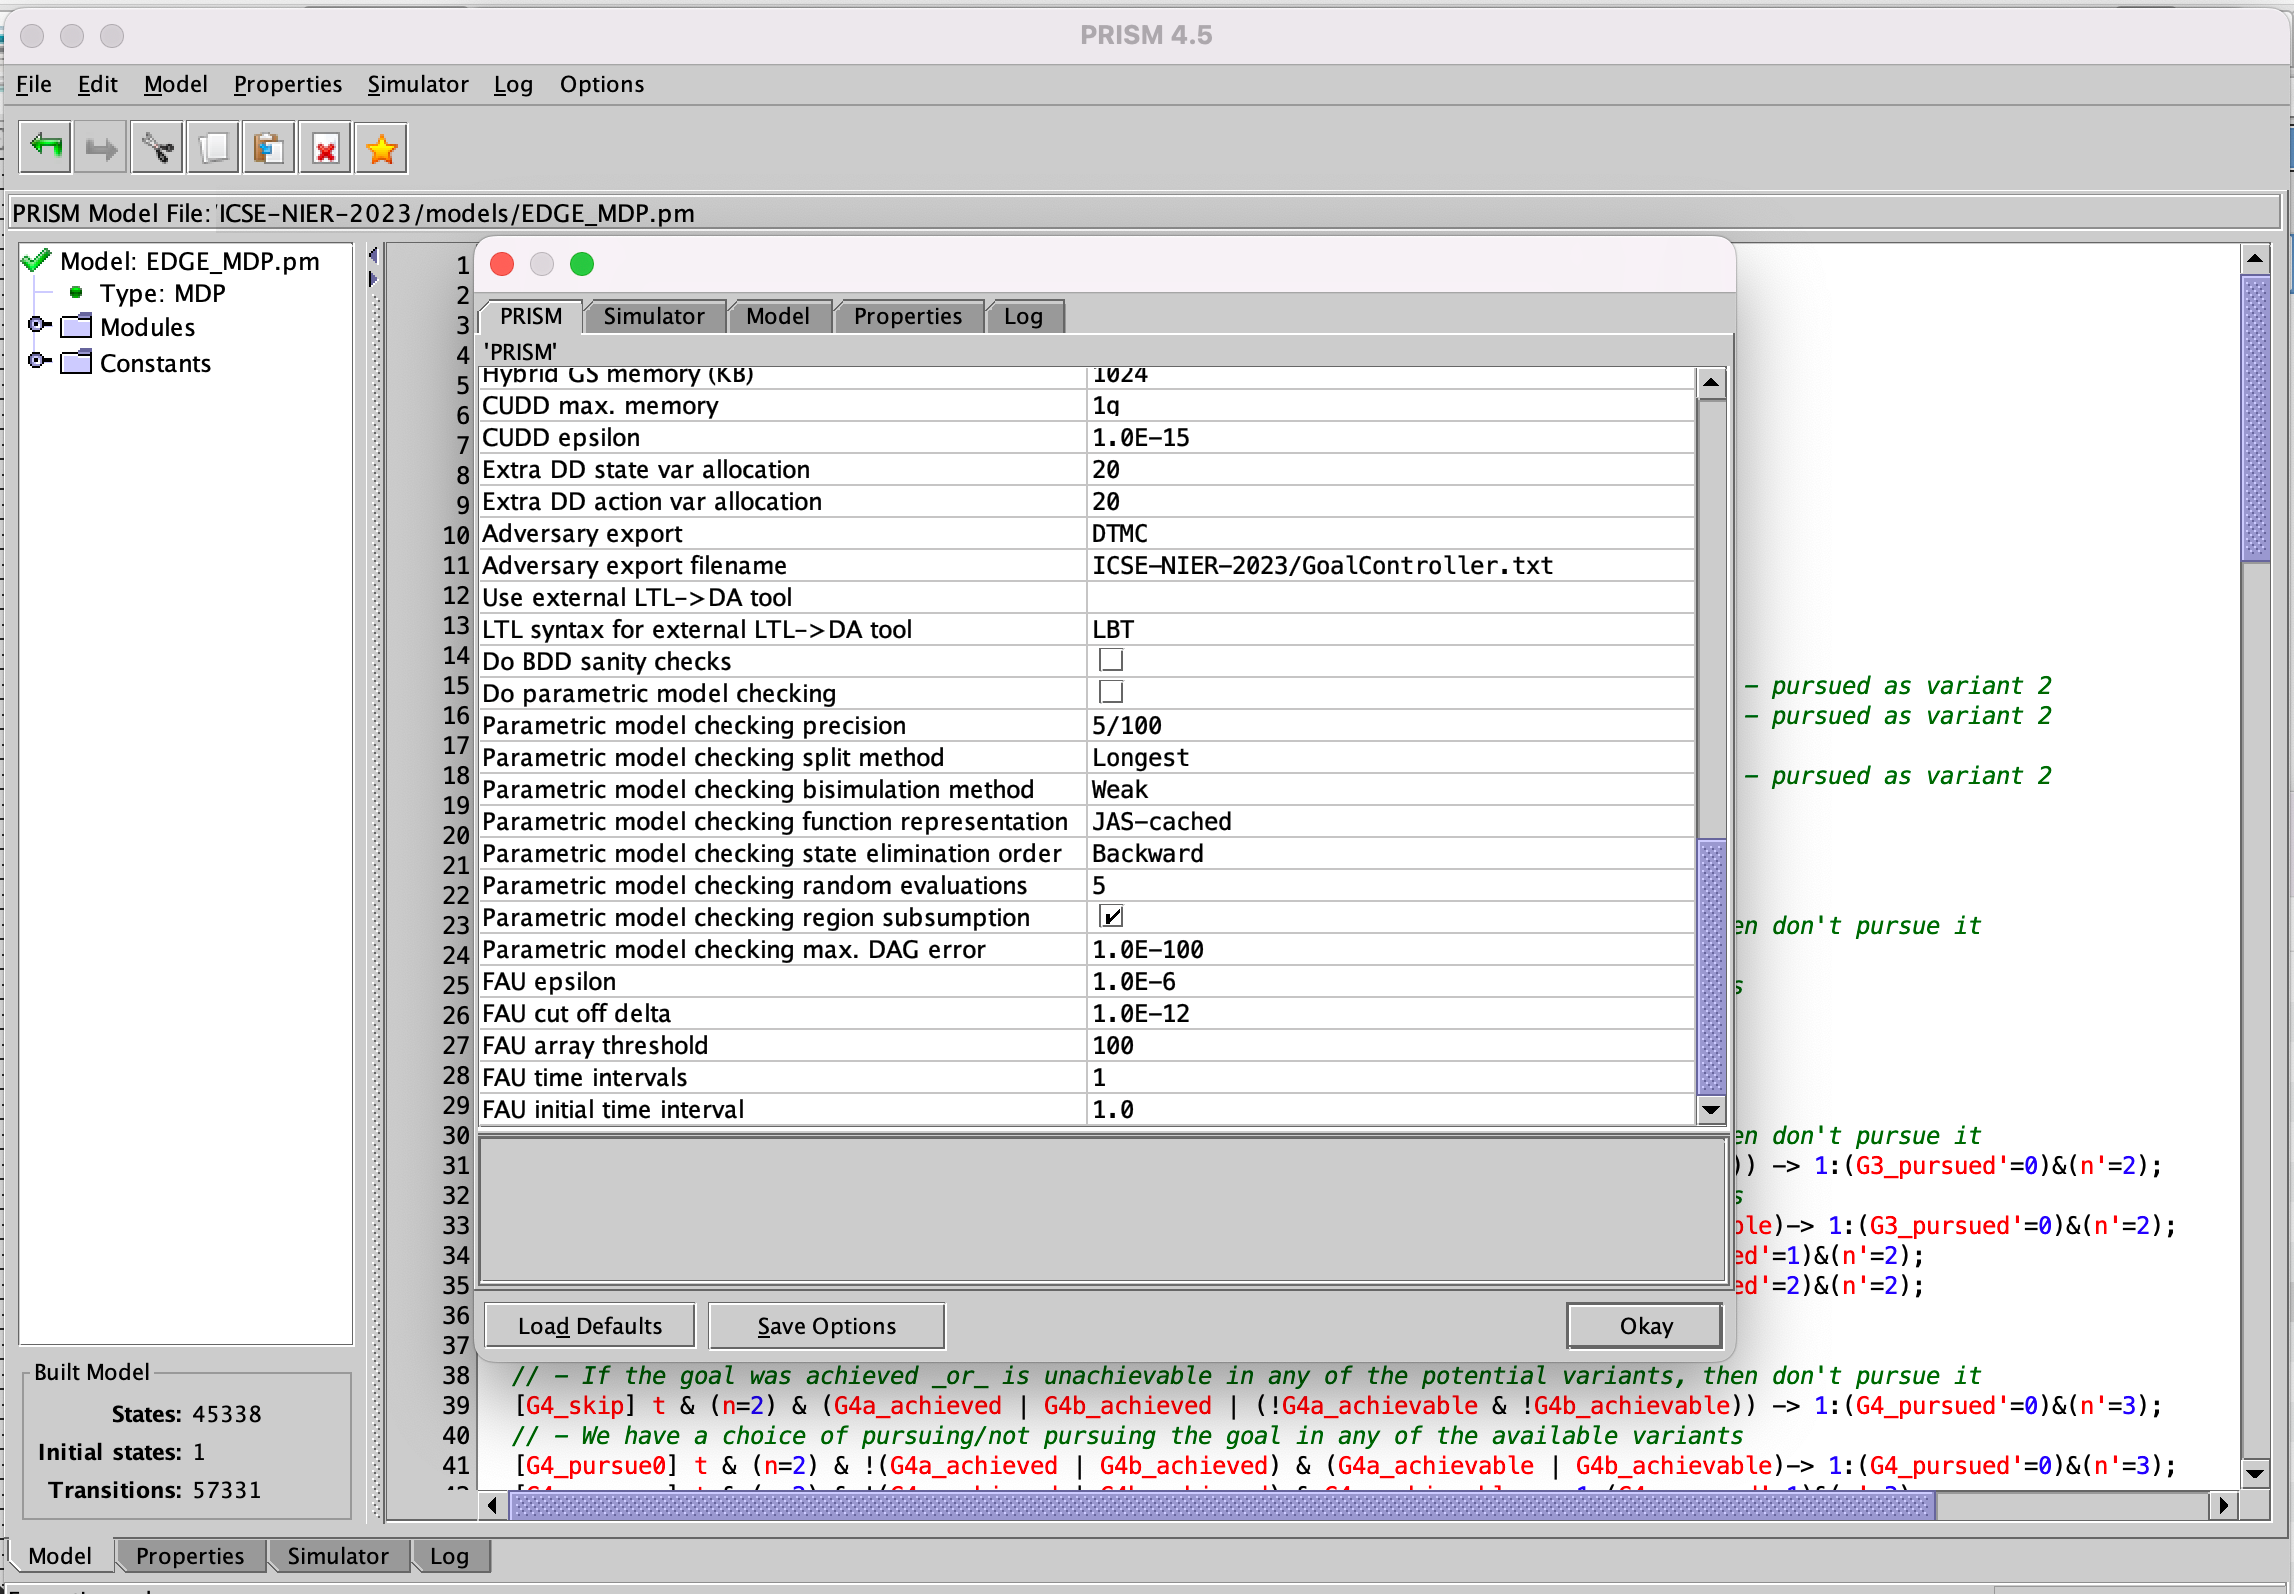 PRISM 4.5
File Edit Model Properties Simulator Log Options
PRISM Model File: 'ICSE-NIER-2023/models/EDGE_MDP.pm
Model: EDGE_MDP.pm
Type: MDP
Modules
Constants
Built Model
States: 45338
Initial states: 1
Transitions: 57331
PRISM Simulator Model Properties Log
'PRISM'
Hybrid GS memory (KB) 1024
CUDD max. memory 1g
CUDD epsilon 1.0E-15
Extra DD state var allocation 20
Extra DD action var allocation 20
Adversary export DTMC
Adversary export filename ICSE-NIER-2023/GoalController.txt
Use external LTL->DA tool
LTL syntax for external LTL->DA tool LBT
Do BDD sanity checks
Do parametric model checking
Parametric model checking precision 5/100
Parametric model checking split method Longest
Parametric model checking bisimulation method Weak
Parametric model checking function representation JAS-cached
Parametric model checking state elimination order Backward
Parametric model checking random evaluations 5
Parametric model checking region subsumption
Parametric model checking max. DAG error 1.0E-100
FAU epsilon 1.0E-6
FAU cut off delta 1.0E-12
FAU array threshold 100
FAU time intervals 1
FAU initial time interval 1.0
Load Defaults Save Options Okay
1
2
3
4
5
6
7
8
9
10
11
12
13
14
15 - pursued as variant 2
16 - pursued as variant 2
17
18 - pursued as variant 2
19
20
21
22
23 en don't pursue it
24
25 s
26
27
28
29
30 en don't pursue it
31 )) -> 1:(G3_pursued'=0)&(n'=2);
32 s
33 ble)-> 1:(G3_pursued'=0)&(n'=2);
34 ed'=1)&(n'=2);
35 ed'=2)&(n'=2);
36
37
38 // - If the goal was achieved _or_ is unachievable in any of the potential variants, then don't pursue it
39 [G4_skip] t & (n=2) & (G4a_achieved | G4b_achieved | (!G4a_achievable & !G4b_achievable)) -> 1:(G4_pursued'=0)&(n'=3);
40 // - We have a choice of pursuing/not pursuing the goal in any of the available variants
41 [G4_pursue0] t & (n=2) & !(G4a_achieved | G4b_achieved) & (G4a_achievable | G4b_achievable)-> 1:(G4_pursued'=0)&(n'=3);
Model Properties Simulator Log